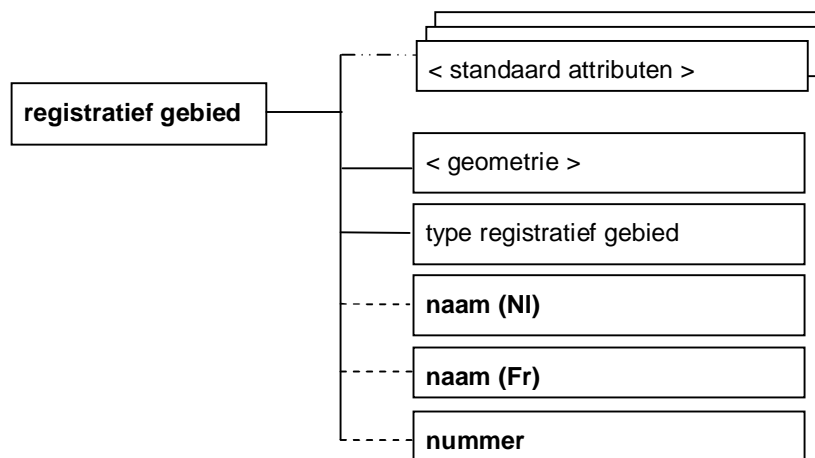 < standaard attributen >
registratief gebied
< geometrie >
type registratief gebied
naam (Nl)
naam (Fr)
nummer